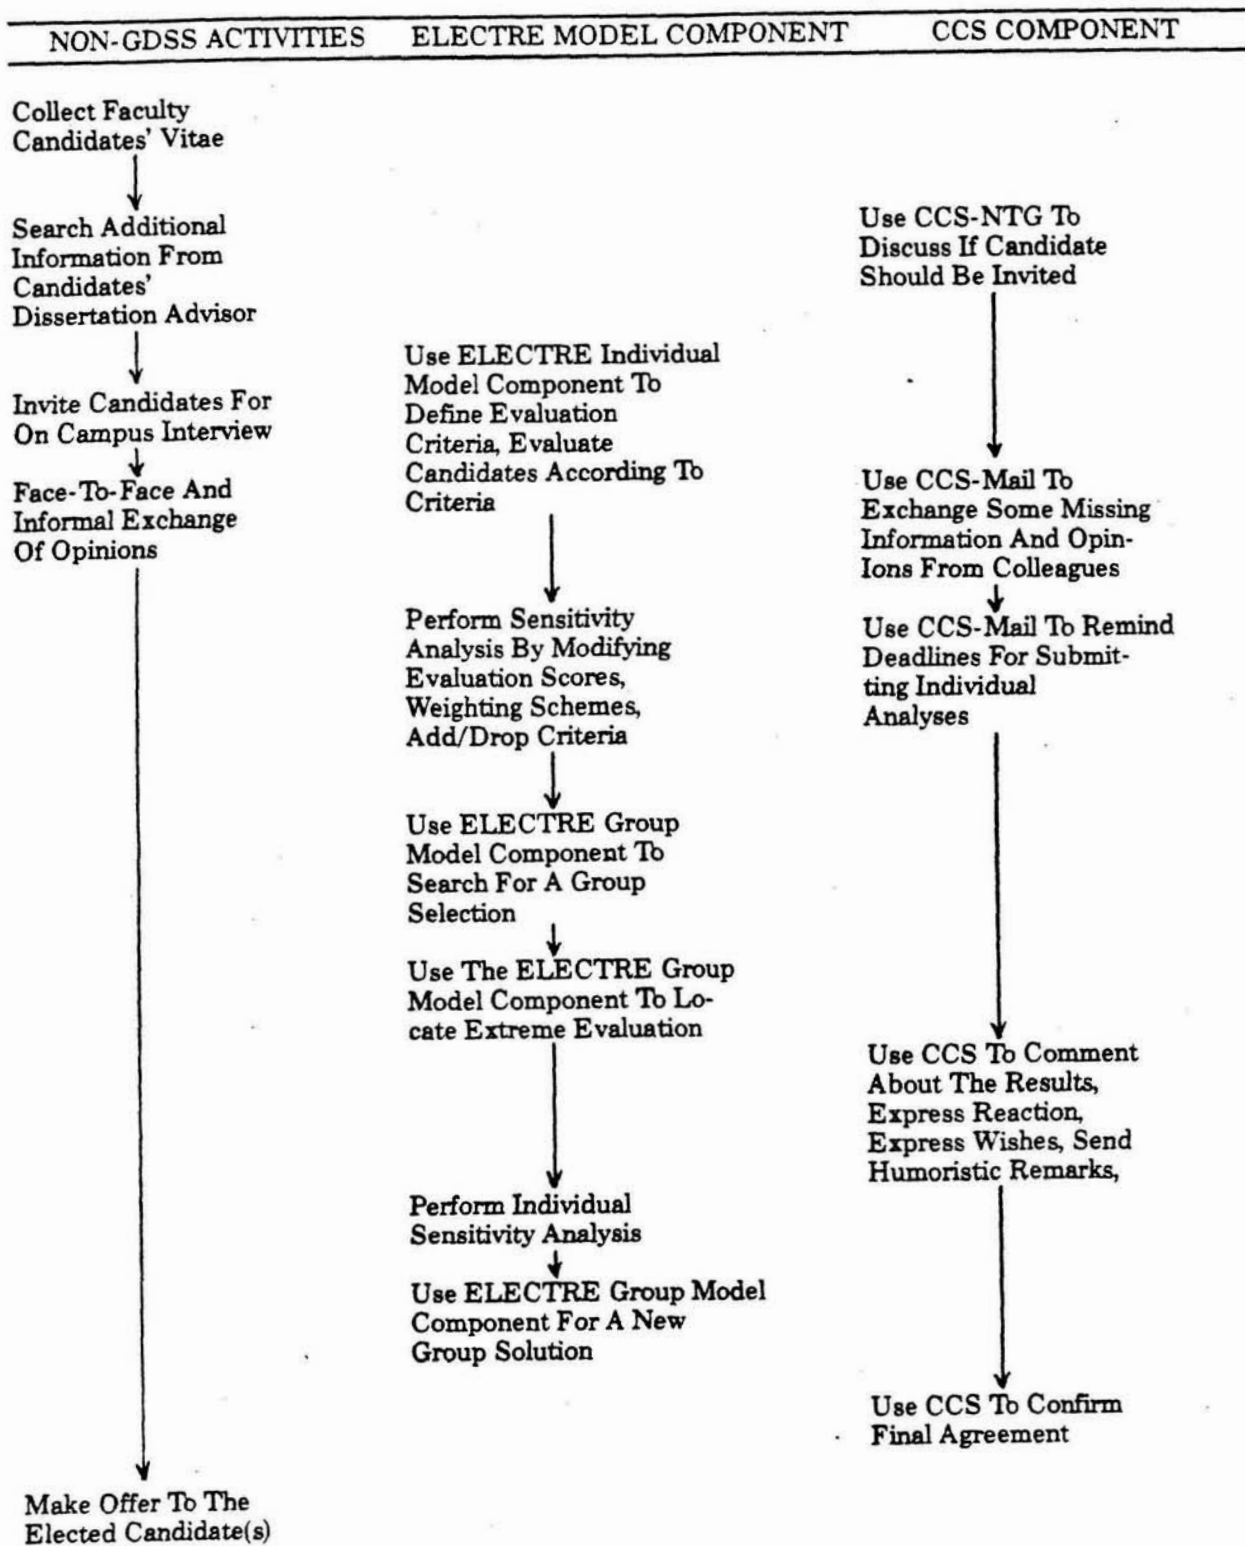 NON-GDSS ACTIVITIES ELECTRE MODEL COMPONENT CCS COMPONENT
Collect Faculty
Candidates' Vitae
Search Additional
Information From
Candidates'
Dissertation Advisor
Invite Candidates For
On Campus Interview
Face-To-Face And
Informal Exchange
Of Opinions
Make Offer To The
Elected Candidate(s)
Use ELECTRE Individual
Model Component To
Define Evaluation
Criteria, Evaluate
Candidates According To
Criteria
Perform Sensitivity
Analysis By Modifying
Evaluation Scores,
Weighting Schemes,
Add/Drop Criteria
Use ELECTRE Group
Model Component To
Search For A Group
Selection
Use The ELECTRE Group
Model Component To Lo-
cate Extreme Evaluation
Perform Individual
Sensitivity Analysis
Use ELECTRE Group Model
Component For A New
Group Solution
Use CCS-NTG To
Discuss If Candidate
Should Be Invited
Use CCS-Mail To
Exchange Some Missing
Information And Opin-
Ions From Colleagues
Use CCS-Mail To Remind
Deadlines For Submit-
ting Individual
Analyses
Use CCS To Comment
About The Results,
Express Reaction,
Express Wishes, Send
Humoristic Remarks,
Use CCS To Confirm
Final Agreement